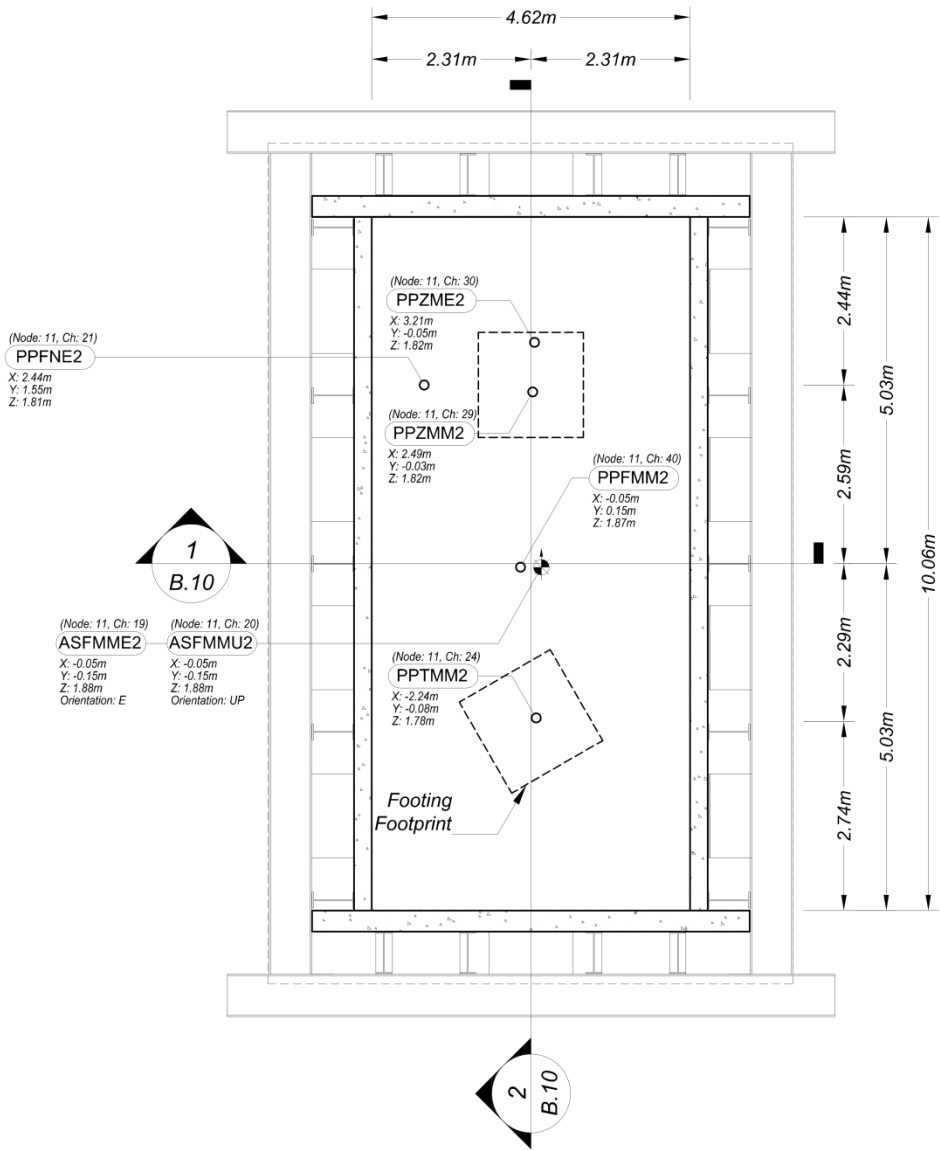 4.62m
2.31m
2.31m
(Node: 11, Ch: 30)
PPZME2
X: 3.21m
Y: -0.05m
Z: 1.82m
2.44m
(Node: 11, Ch: 21)
PPFNE2
X: 2.44m
Y: 1.55m
Z: 1.81m
5.03m
(Node: 11, Ch: 29)
PPZMM2
X: 2.49m
Y: -0.03m
Z: 1.82m
(Node: 11, Ch: 40)
PPFMM2
X: -0.05m
Y: 0.15m
Z: 1.87m
2.59m
1
B.10
10.06m
(Node: 11, Ch: 19)
ASFMME2
X: -0.05m
Y: -0.15m
Z: 1.88m
Orientation: E
(Node: 11, Ch: 20)
ASFMMU2
X: -0.05m
Y: -0.15m
Z: 1.88m
Orientation: UP
(Node: 11, Ch: 24)
PPTMM2
X: -2.24m
Y: -0.08m
Z: 1.78m
2.29m
5.03m
2.74m
Footing
Footprint
2
B.10